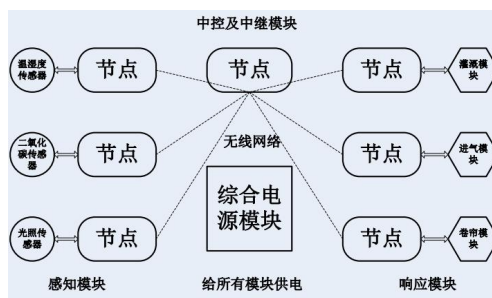 中控及中继模块
温湿度
传感器
节点
节点
节点
灌溉模
块
二氧化
碳传感
器
节点
无线网络
节点
进气模
块
综合电
源模块
光照传
感器
节点
节点
卷帘模
块
感知模块
给所有模块供电
响应模块